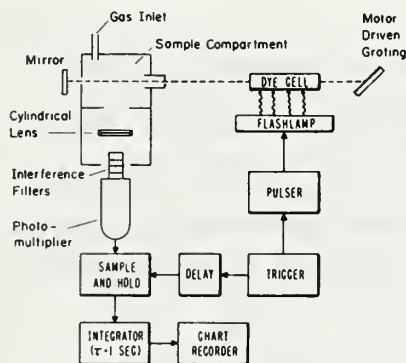 Gas Inlet
Motor
Driven
Grating
Sample Compartment
Mirror
DYE CELL
Cylindrical
Lens
FLASHLAMP
Interference
Filters
PULSER
Photo-
multiplier
SAMPLE
AND HOLD
DELAY
TRIGGER
INTEGRATOR
(τ~1 SEC)
CHART
RECORDER